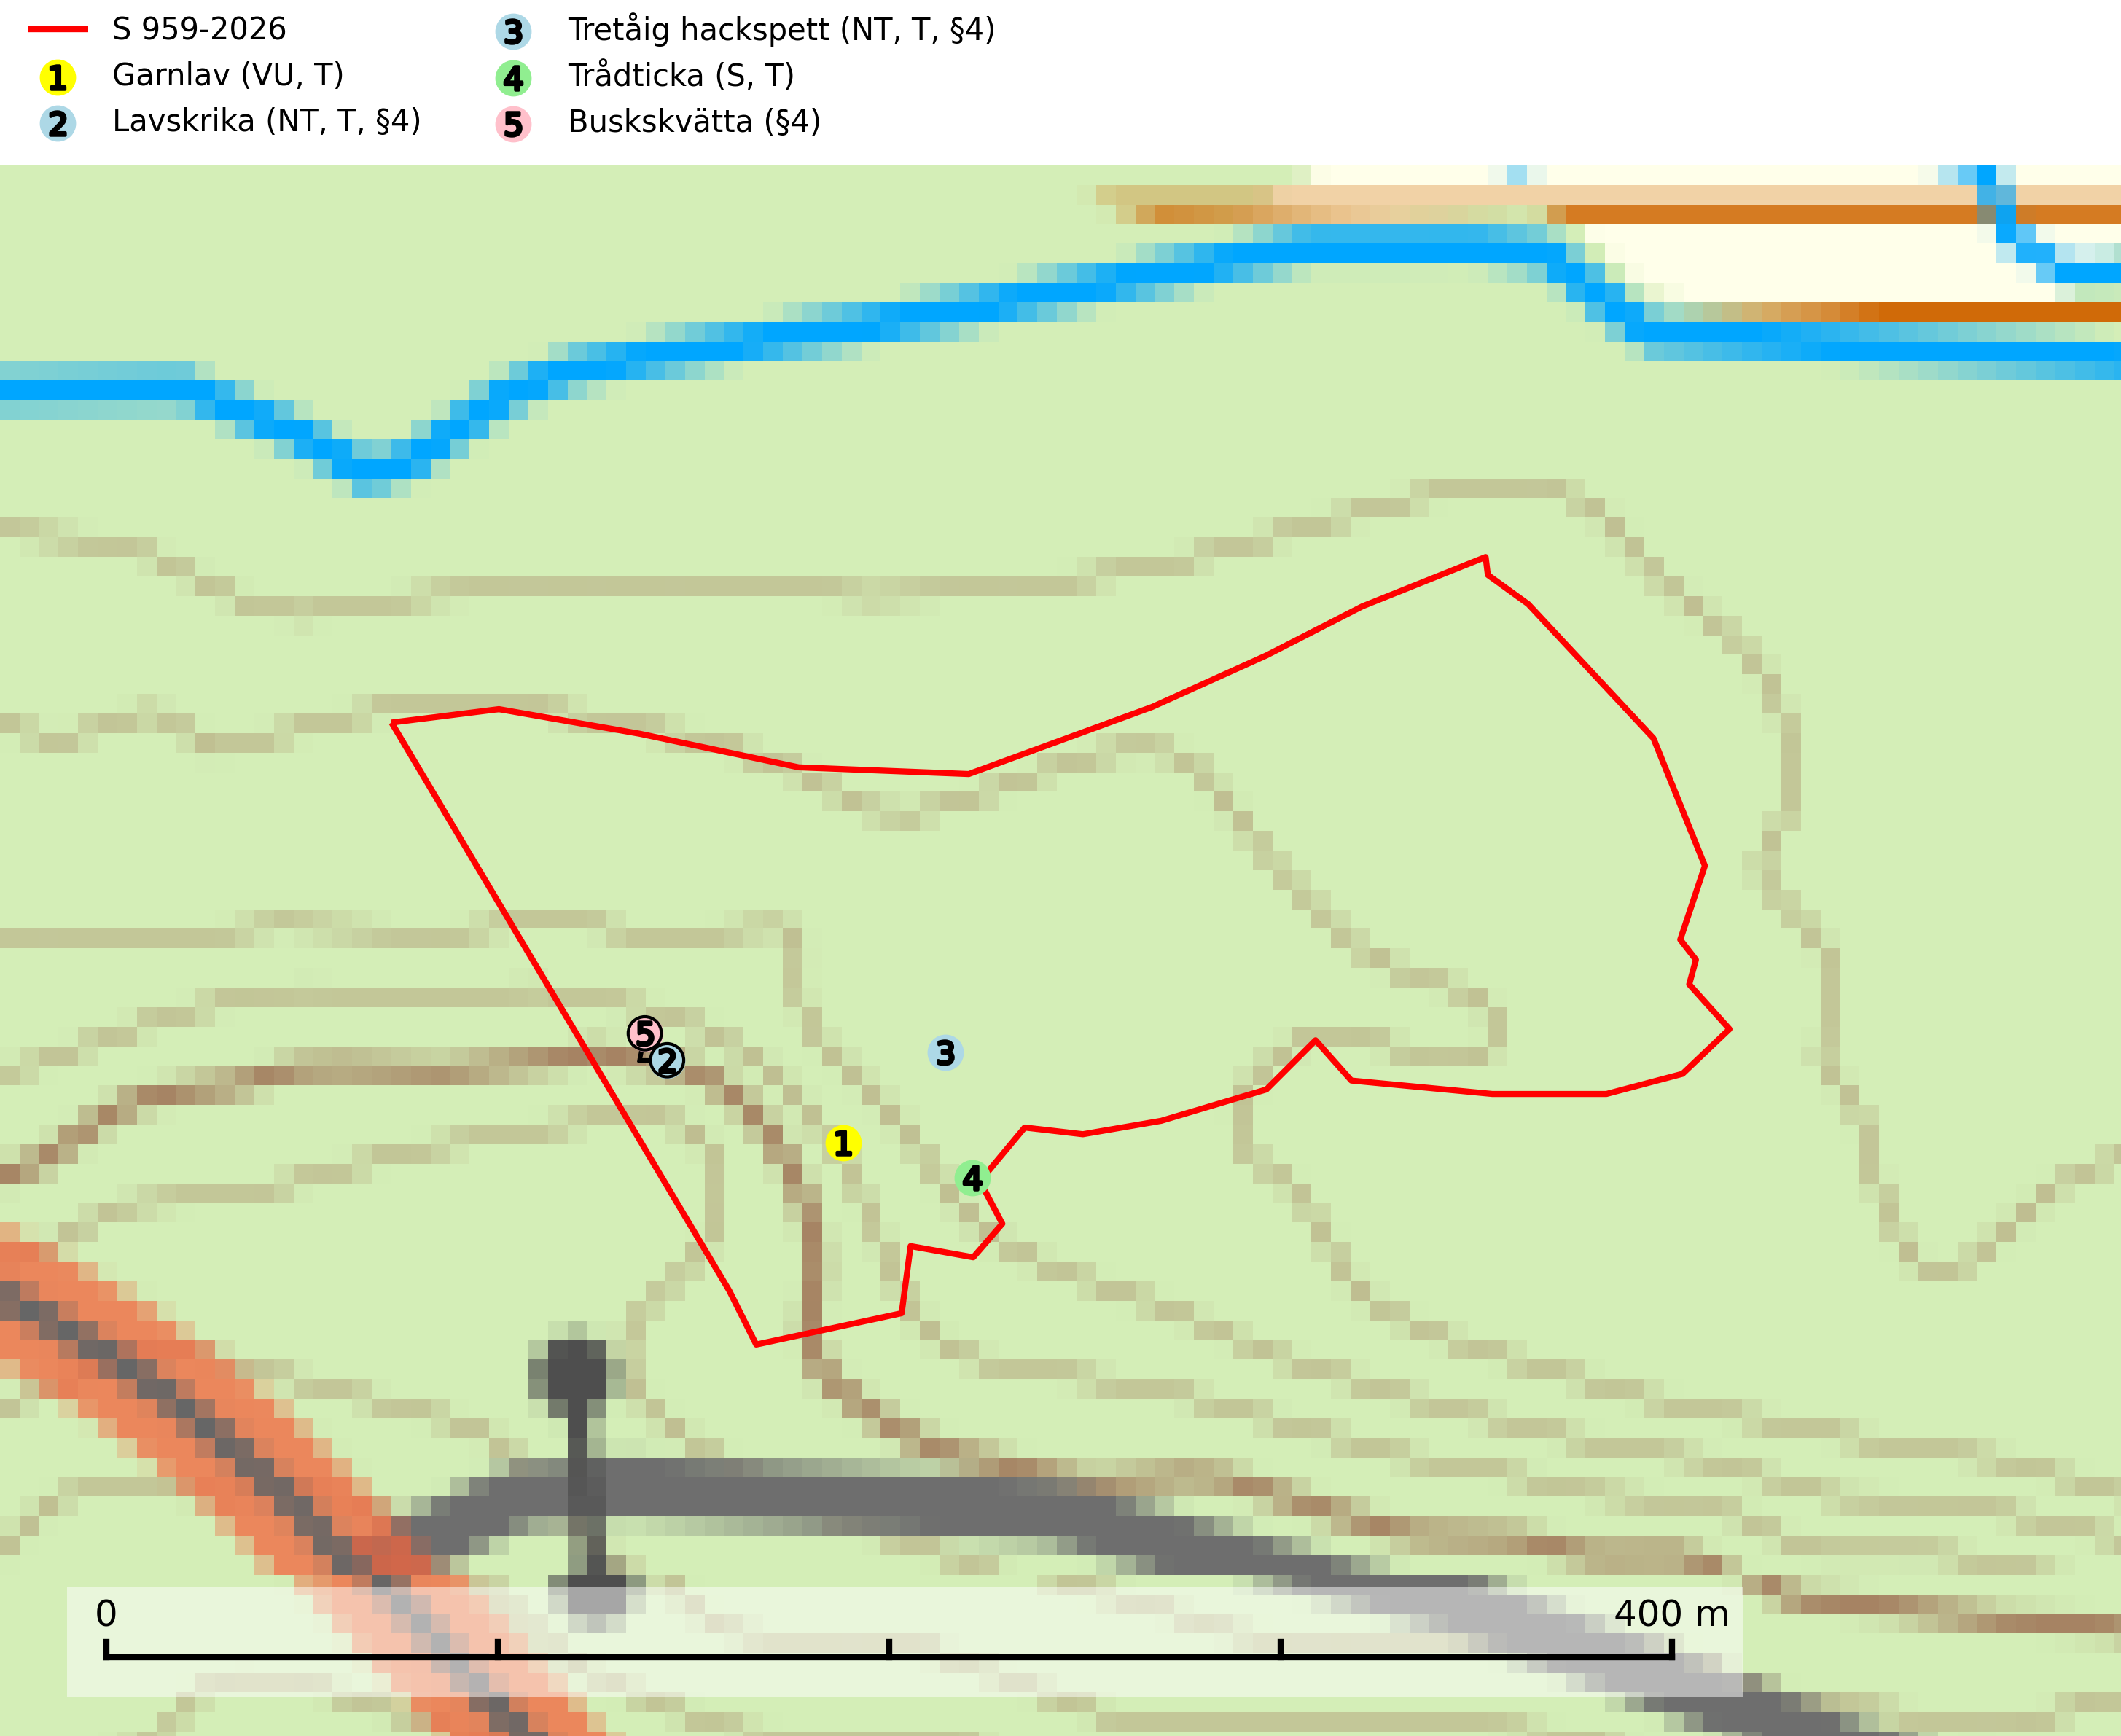 S 959-2026
1 Garnlav (VU, T)
2 Lavskrika (NT, T, §4)
3 Tretåig hackspett (NT, T, §4)
4 Trådticka (S, T)
5 Buskskvätta (§4)
5
2
3
1
4
0 400 m